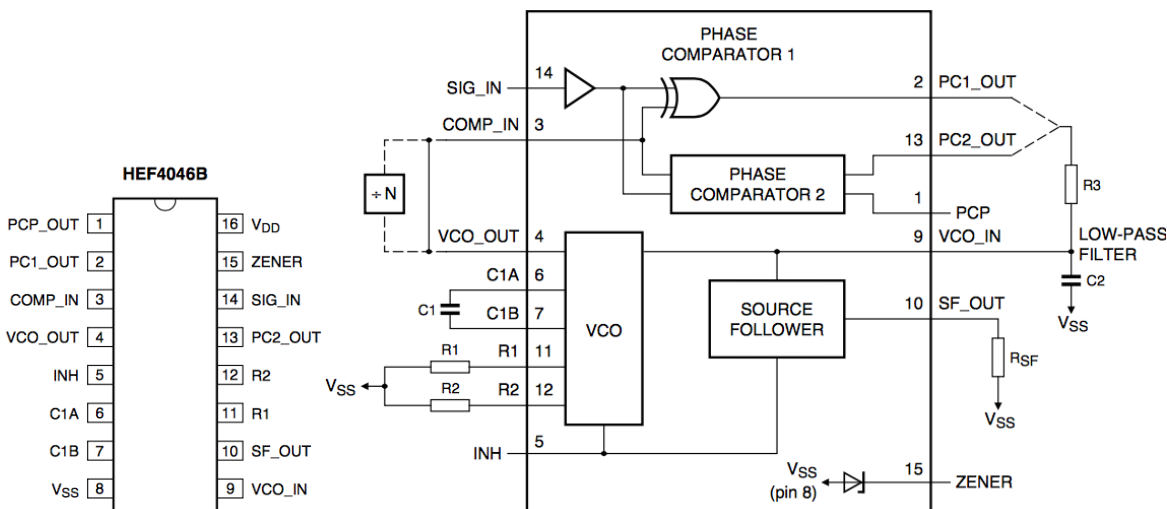 HEF4046B
PCP_OUT 1
PC1_OUT 2
COMP_IN 3
VCO_OUT 4
INH 5
C1A 6
C1B 7
VSS 8
16 VDD
15 ZENER
14 SIG_IN
13 PC2_OUT
12 R2
11 R1
10 SF_OUT
9 VCO_IN
PHASE
COMPARATOR 1
SIG_IN 14
COMP_IN 3
÷ N
VCO_OUT 4
C1A 6
C1
C1B 7
R1 R1 11
VSS
R2 R2 12
INH 5
VCO
PHASE
COMPARATOR 2
SOURCE
FOLLOWER
2 PC1_OUT
13 PC2_OUT
1
PCP
9 VCO_IN
R3
LOW-PASS
FILTER
C2
VSS
10 SF_OUT
RSF
VSS
VSS
(pin 8)
15 ZENER